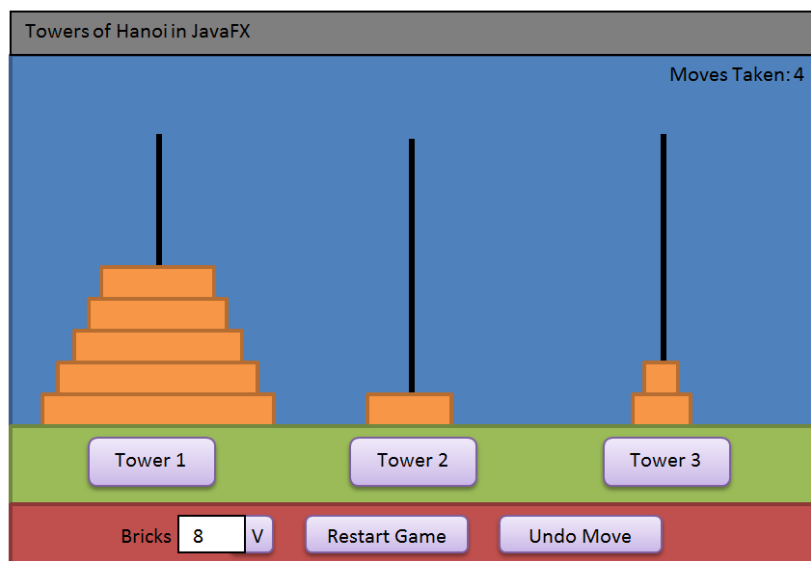 Towers of Hanoi in JavaFX
Moves Taken: 4
Tower 1
Tower 2
Tower 3
Bricks 8 V Restart Game Undo Move